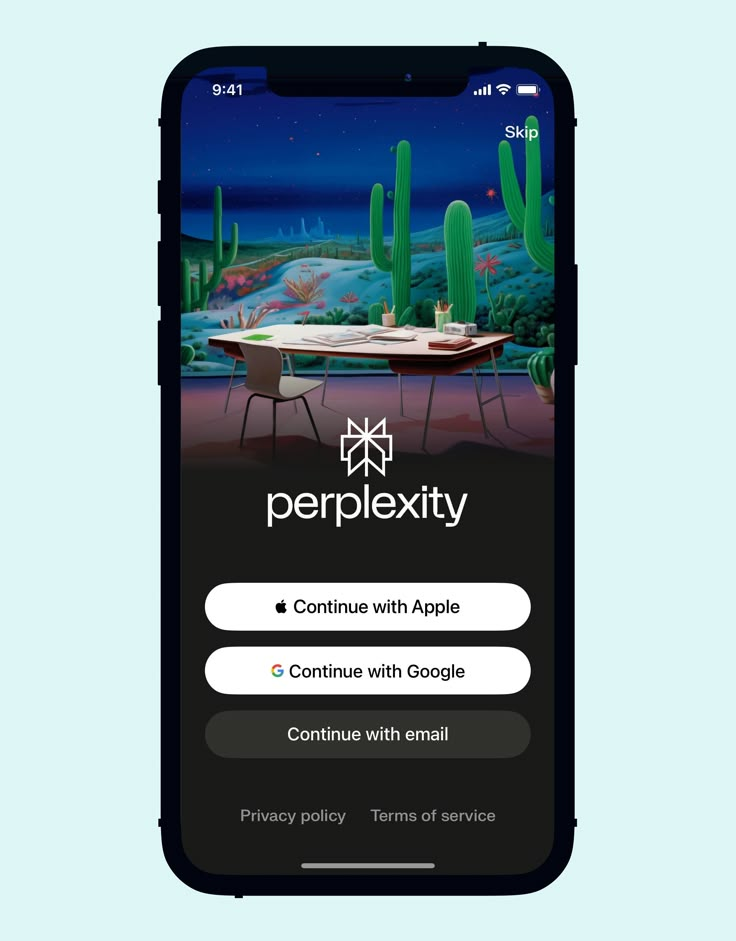 9:41
Skip
perplexity
Continue with Apple
Continue with Google
Continue with email
Privacy policy Terms of service